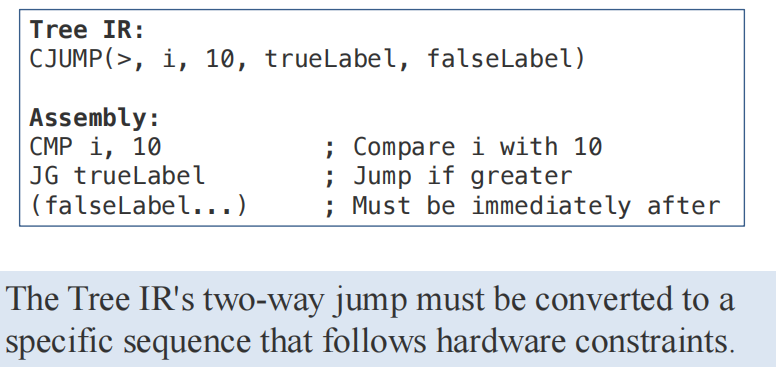 Tree IR:
CJUMP(>, i, 10, trueLabel, falseLabel)
Assembly:
CMP i, 10 ; Compare i with 10
JG trueLabel ; Jump if greater
(falseLabel...) ; Must be immediately after
The Tree IR's two-way jump must be converted to a
specific sequence that follows hardware constraints.